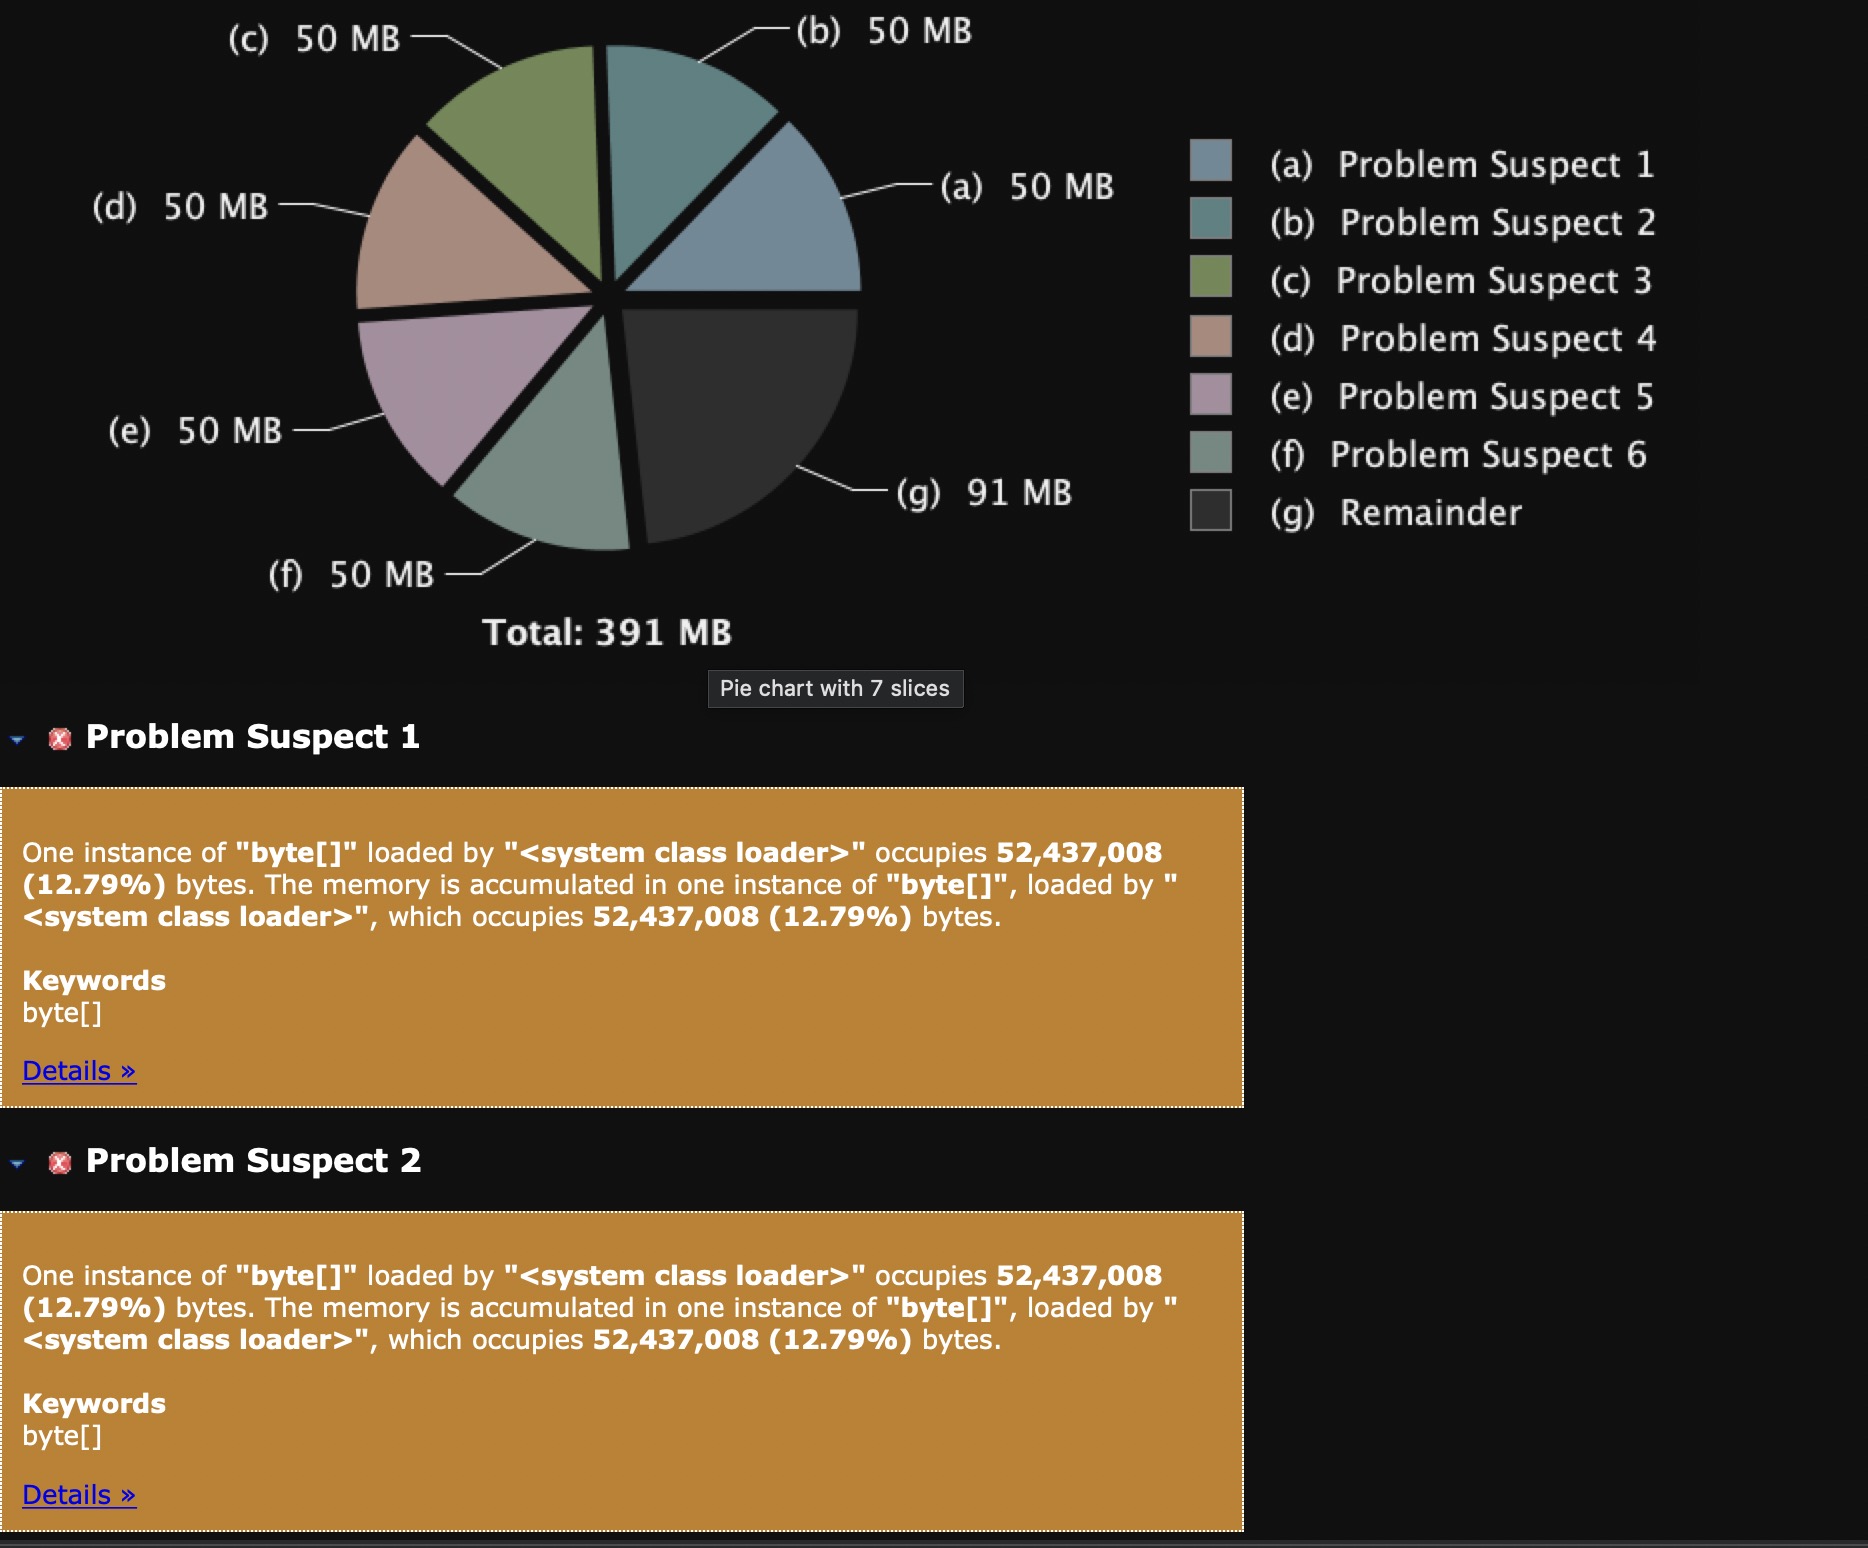 (c) 50 MB
(b) 50 MB
(a) 50 MB
(d) 50 MB
(e) 50 MB
(g) 91 MB
(f) 50 MB
Total: 391 MB
(a) Problem Suspect 1
(b) Problem Suspect 2
(c) Problem Suspect 3
(d) Problem Suspect 4
(e) Problem Suspect 5
(f) Problem Suspect 6
(g) Remainder
Pie chart with 7 slices
Problem Suspect 1
One instance of "byte[]" loaded by "<system class loader>" occupies 52,437,008
(12.79%) bytes. The memory is accumulated in one instance of "byte[]", loaded by "
<system class loader>", which occupies 52,437,008 (12.79%) bytes.
Keywords
byte[]
Details »
Problem Suspect 2
One instance of "byte[]" loaded by "<system class loader>" occupies 52,437,008
(12.79%) bytes. The memory is accumulated in one instance of "byte[]", loaded by "
<system class loader>", which occupies 52,437,008 (12.79%) bytes.
Keywords
byte[]
Details »